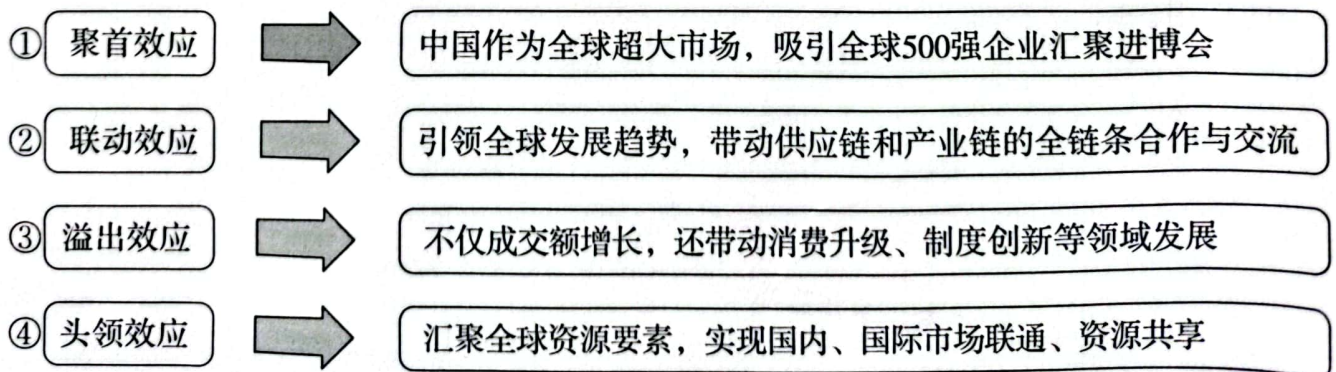 ① 聚首效应 中国作为全球超大市场，吸引全球500强企业汇聚进博会
② 联动效应 引领全球发展趋势，带动供应链和产业链的全链条合作与交流
③ 溢出效应 不仅成交额增长，还带动消费升级、制度创新等领域发展
④ 头领效应 汇聚全球资源要素，实现国内、国际市场联通、资源共享